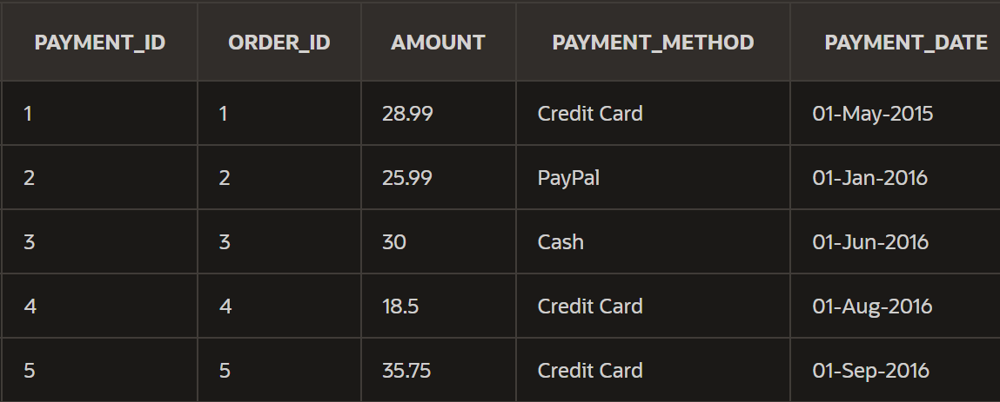 PAYMENT_ID ORDER_ID AMOUNT PAYMENT_METHOD PAYMENT_DATE
1 1 28.99 Credit Card 01-May-2015
2 2 25.99 PayPal 01-Jan-2016
3 3 30 Cash 01-Jun-2016
4 4 18.5 Credit Card 01-Aug-2016
5 5 35.75 Credit Card 01-Sep-2016